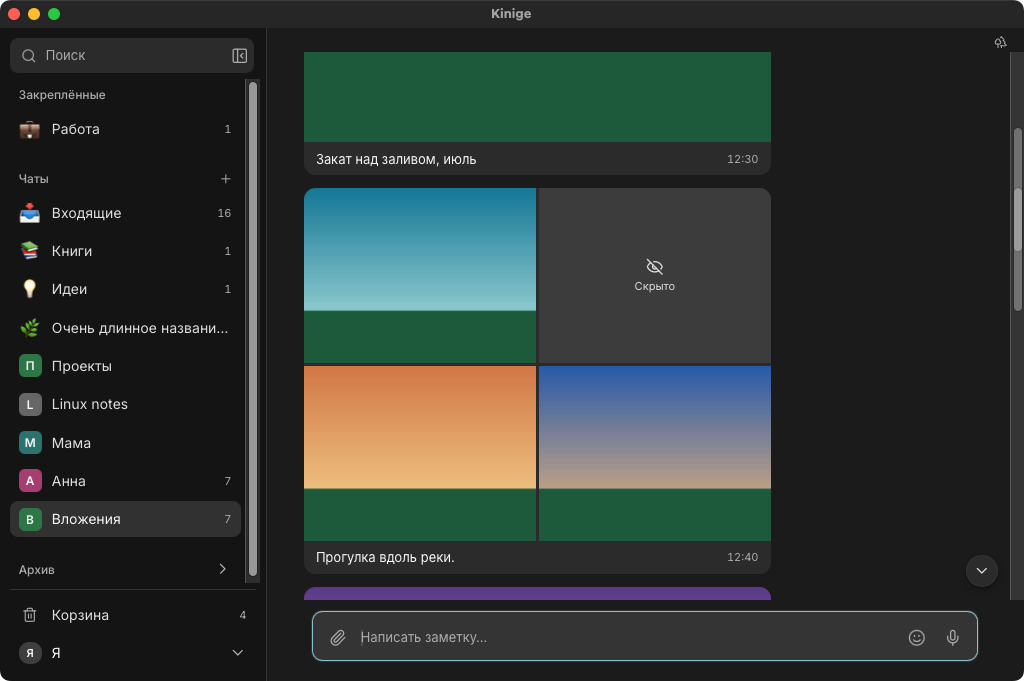 Kinige
Поиск
Закреплённые
Работа 1
Чаты
Входящие 16
Книги 1
Идеи 1
Очень длинное названи...
П Проекты
L Linux notes
М Мама
А Анна 7
В Вложения 7
Архив
Корзина 4
Я Я
Закат над заливом, июль 12:30
Скрыто
Прогулка вдоль реки. 12:40
Написать заметку...